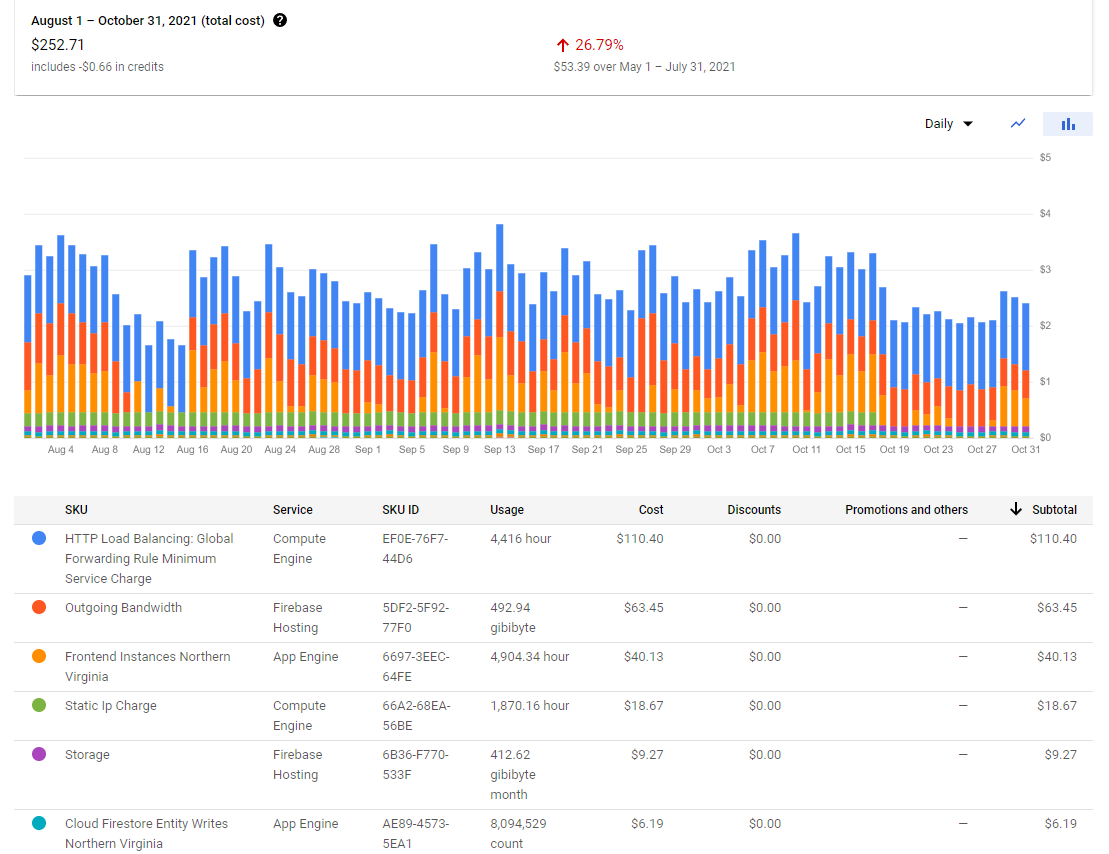 August 1 – October 31, 2021 (total cost) ?
$252.71
includes -$0.66 in credits
26.79%
$53.39 over May 1 – July 31, 2021
Daily
$5
$4
$3
$2
$1
$0
Aug 4 Aug 8 Aug 12 Aug 16 Aug 20 Aug 24 Aug 28 Sep 1 Sep 5 Sep 9 Sep 13 Sep 17 Sep 21 Sep 25 Sep 29 Oct 3 Oct 7 Oct 11 Oct 15 Oct 19 Oct 23 Oct 27 Oct 31
SKU Service SKU ID Usage Cost Discounts Promotions and others Subtotal
HTTP Load Balancing: Global Compute EF0E-76F7- 4,416 hour $110.40 $0.00 — $110.40
Forwarding Rule Minimum Engine 44D6
Service Charge
Outgoing Bandwidth Firebase 5DF2-5F92- 492.94 $63.45 $0.00 — $63.45
Hosting 77F0 gibibyte
Frontend Instances Northern App Engine 6697-3EEC- 4,904.34 hour $40.13 $0.00 — $40.13
Virginia 64FE
Static Ip Charge Compute 66A2-68EA- 1,870.16 hour $18.67 $0.00 — $18.67
Engine 56BE
Storage Firebase 6B36-F770- 412.62 $9.27 $0.00 — $9.27
Hosting 533F gibibyte
month
Cloud Firestore Entity Writes App Engine AE89-4573- 8,094,529 $6.19 $0.00 — $6.19
Northern Virginia 5EA1 count